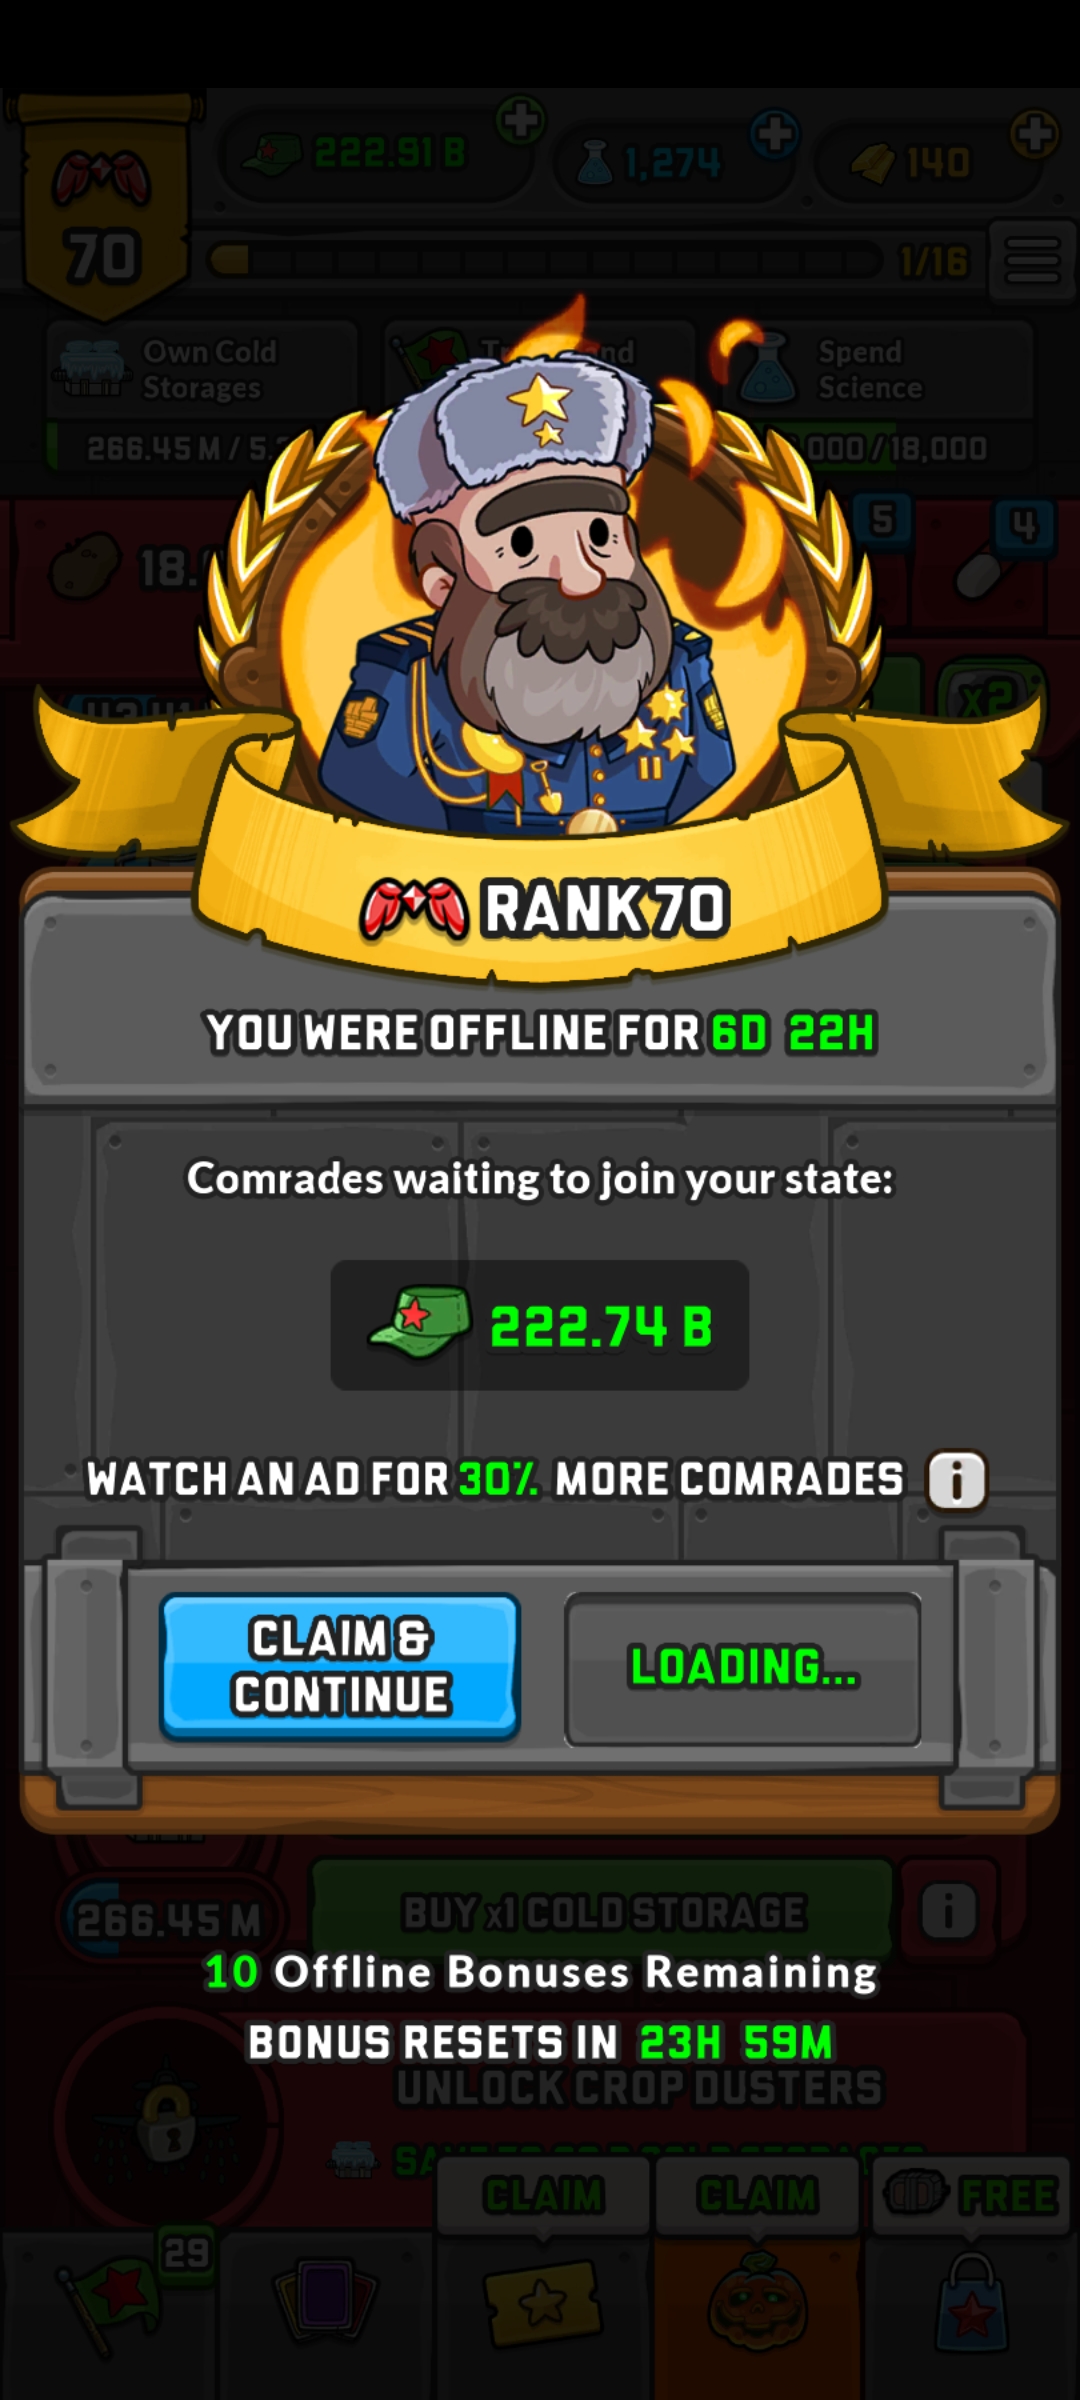 222.91 B
1,274
140
70
1/16
Own Cold
Storages
Spend
Science
266.45 M / 5.
000/18,000
18.
5
4
x2
RANK 70
YOU WERE OFFLINE FOR 6D 22H
Comrades waiting to join your state:
222.74 B
WATCH AN AD FOR 30% MORE COMRADES
i
CLAIM &
CONTINUE
LOADING...
266.45 M
BUY x1 COLD STORAGE
i
10 Offline Bonuses Remaining
BONUS RESETS IN 23H 59M
UNLOCK CROP DUSTERS
CLAIM
CLAIM
FREE
29